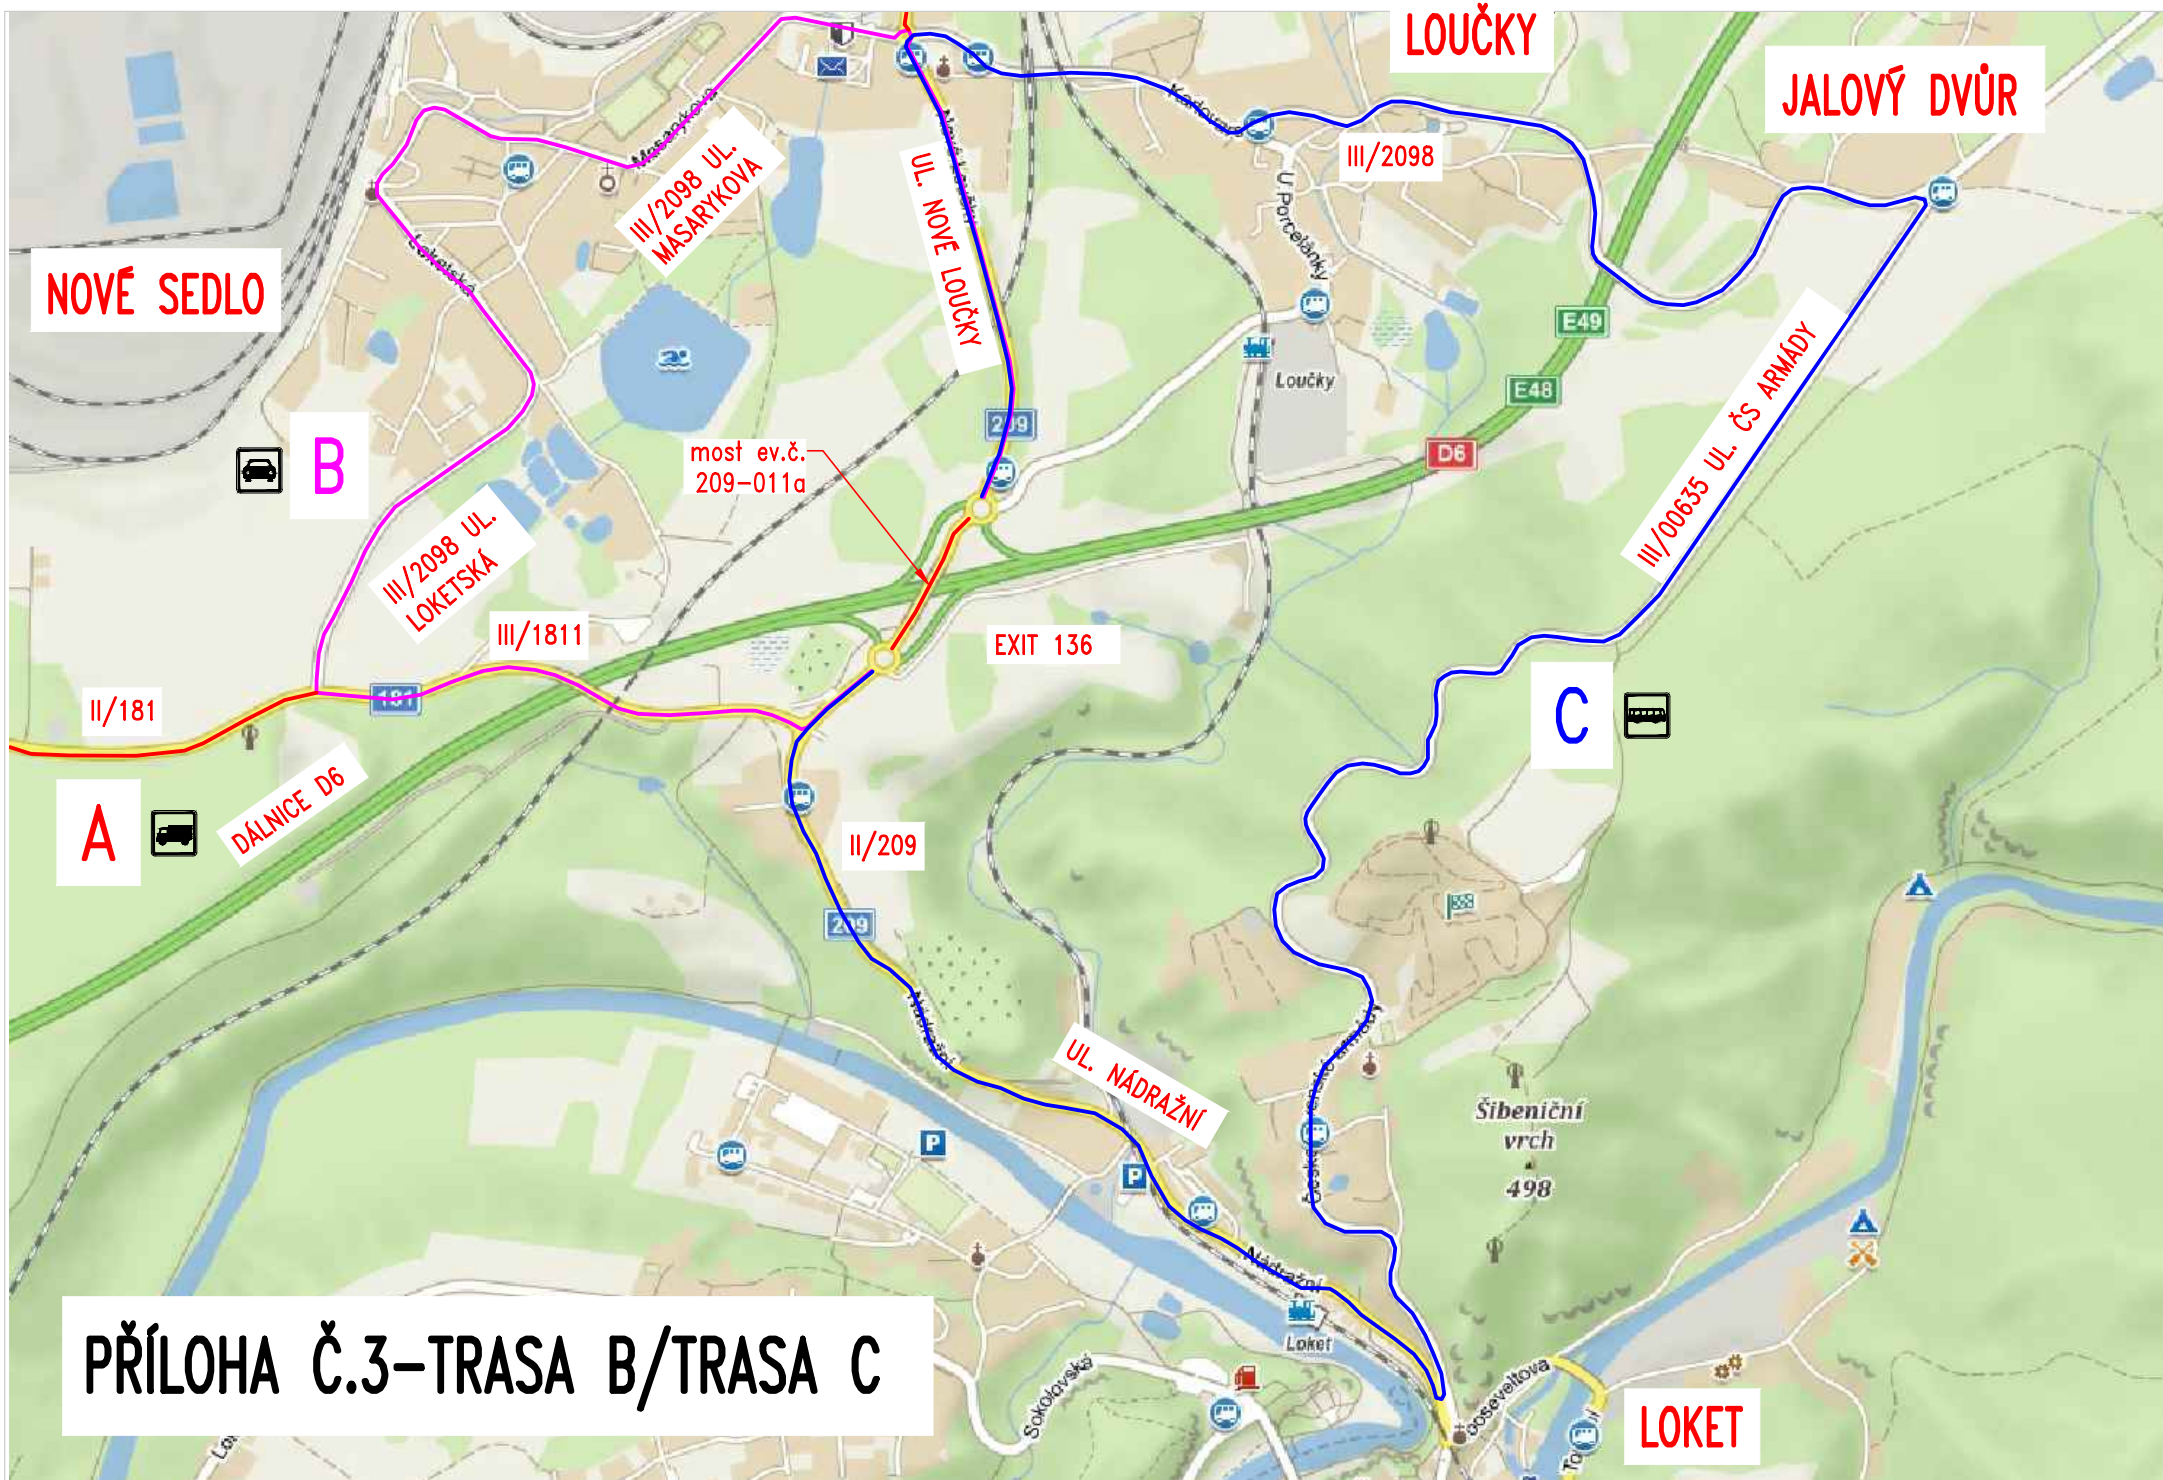 LOUČKY
JALOVÝ DVŮR
NOVÉ SEDLO
Masarykova
III/2098 UL.
MASARYKOVA
UL. NOVÉ LOUČKY
Karlovars
III/2098
U Porcelánky
Loketská
E49
E48
D6
Loučky
209
most ev.č.
209-011a
B
III/2098 UL.
LOKETSKÁ
III/1811
EXIT 136
III/00635 UL. ČS ARMÁDY
II/181
181
C
A
DÁLNICE D6
II/209
209
Nádražní
UL. NÁDRAŽNÍ
P
P
Šibeniční
vrch
498
Nádražní
Loket
Sokolovská
ooseveltova
LOKET
PŘÍLOHA Č.3-TRASA B/TRASA C